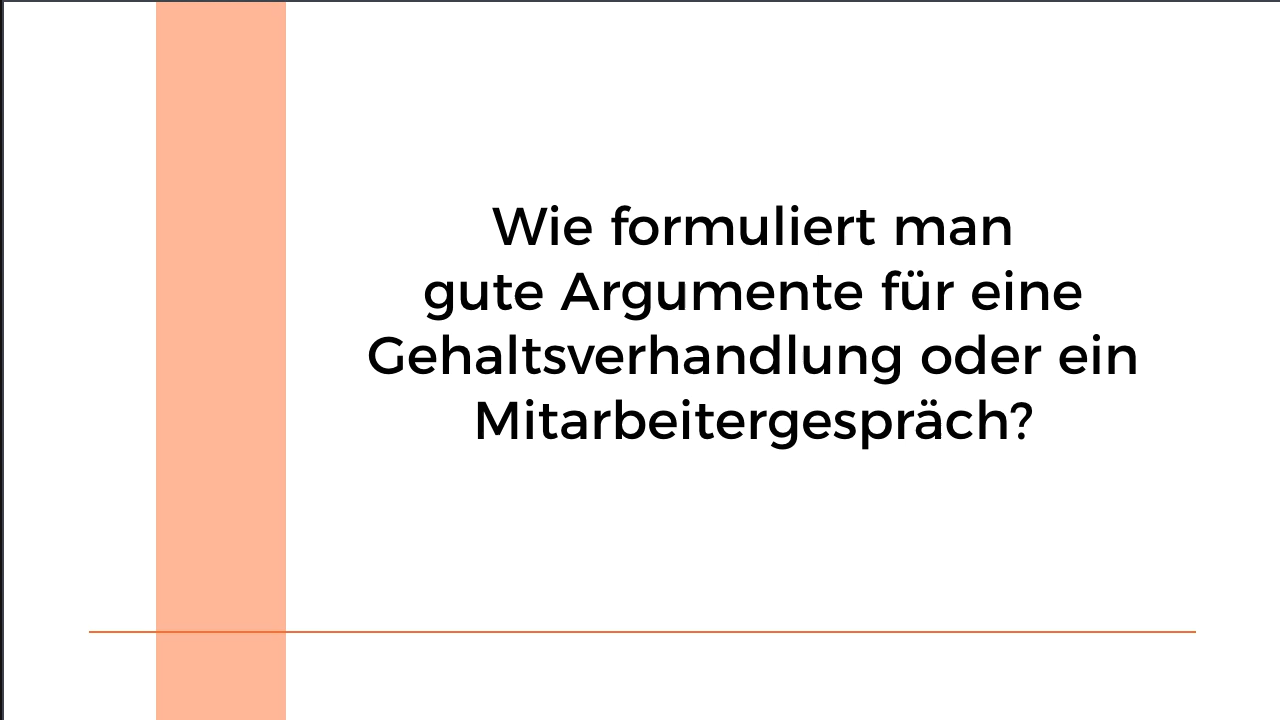 Wie formuliert man
gute Argumente für eine
Gehaltsverhandlung oder ein
Mitarbeitergespräch?